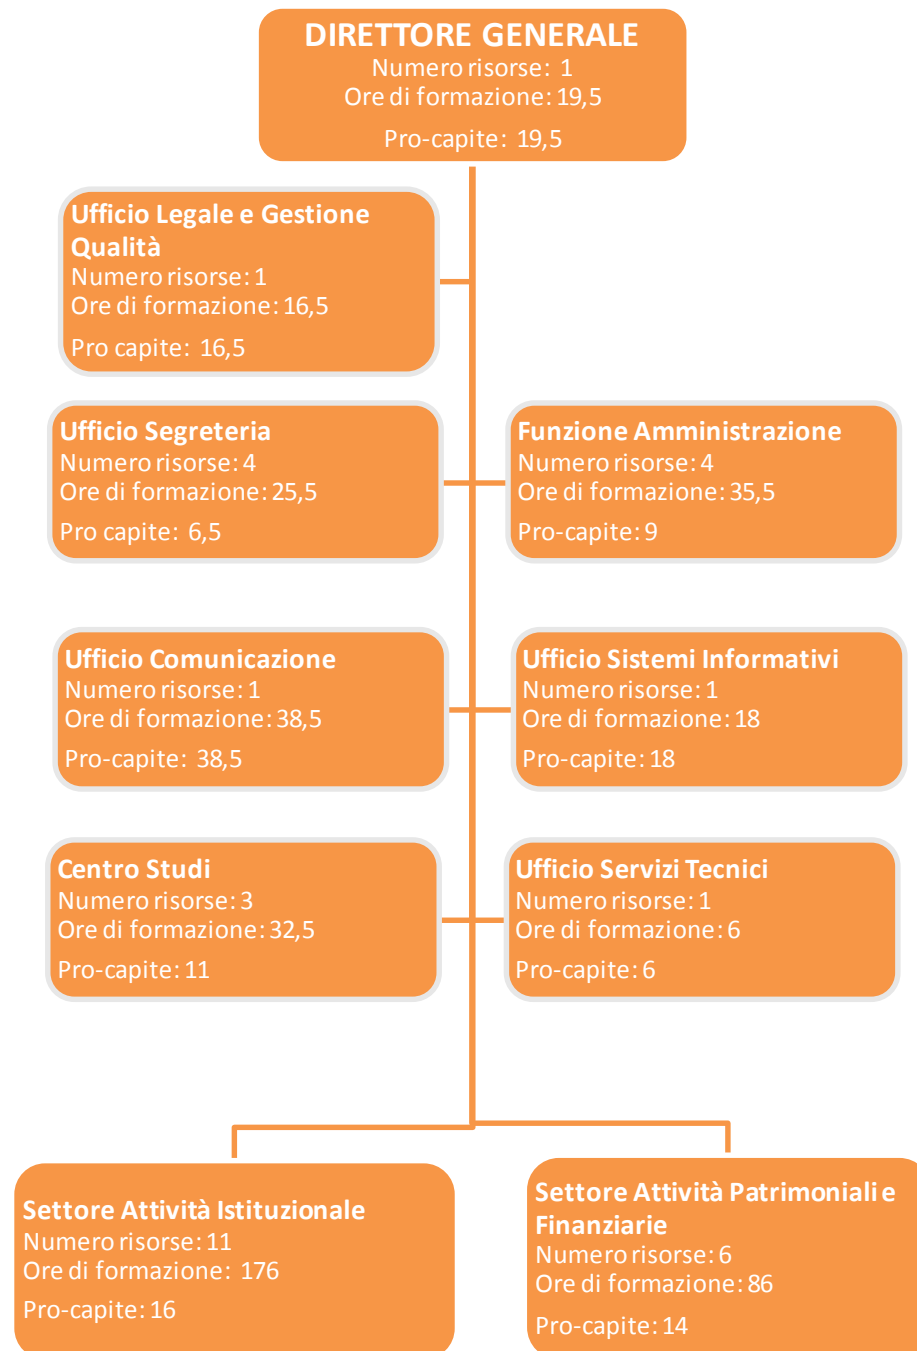 DIRETTORE GENERALE
Numero risorse: 1
Ore di formazione: 19,5
Pro-capite: 19,5
Ufficio Legale e Gestione
Qualità
Numero risorse: 1
Ore di formazione: 16,5
Pro capite: 16,5
Ufficio Segreteria
Numero risorse: 4
Ore di formazione: 25,5
Pro capite: 6,5
Funzione Amministrazione
Numero risorse: 4
Ore di formazione: 35,5
Pro-capite: 9
Ufficio Comunicazione
Numero risorse: 1
Ore di formazione: 38,5
Pro-capite: 38,5
Ufficio Sistemi Informativi
Numero risorse: 1
Ore di formazione: 18
Pro-capite: 18
Centro Studi
Numero risorse: 3
Ore di formazione: 32,5
Pro-capite: 11
Ufficio Servizi Tecnici
Numero risorse: 1
Ore di formazione: 6
Pro-capite: 6
Settore Attività Istituzionale
Numero risorse: 11
Ore di formazione: 176
Pro-capite: 16
Settore Attività Patrimoniali e
Finanziarie
Numero risorse: 6
Ore di formazione: 86
Pro-capite: 14